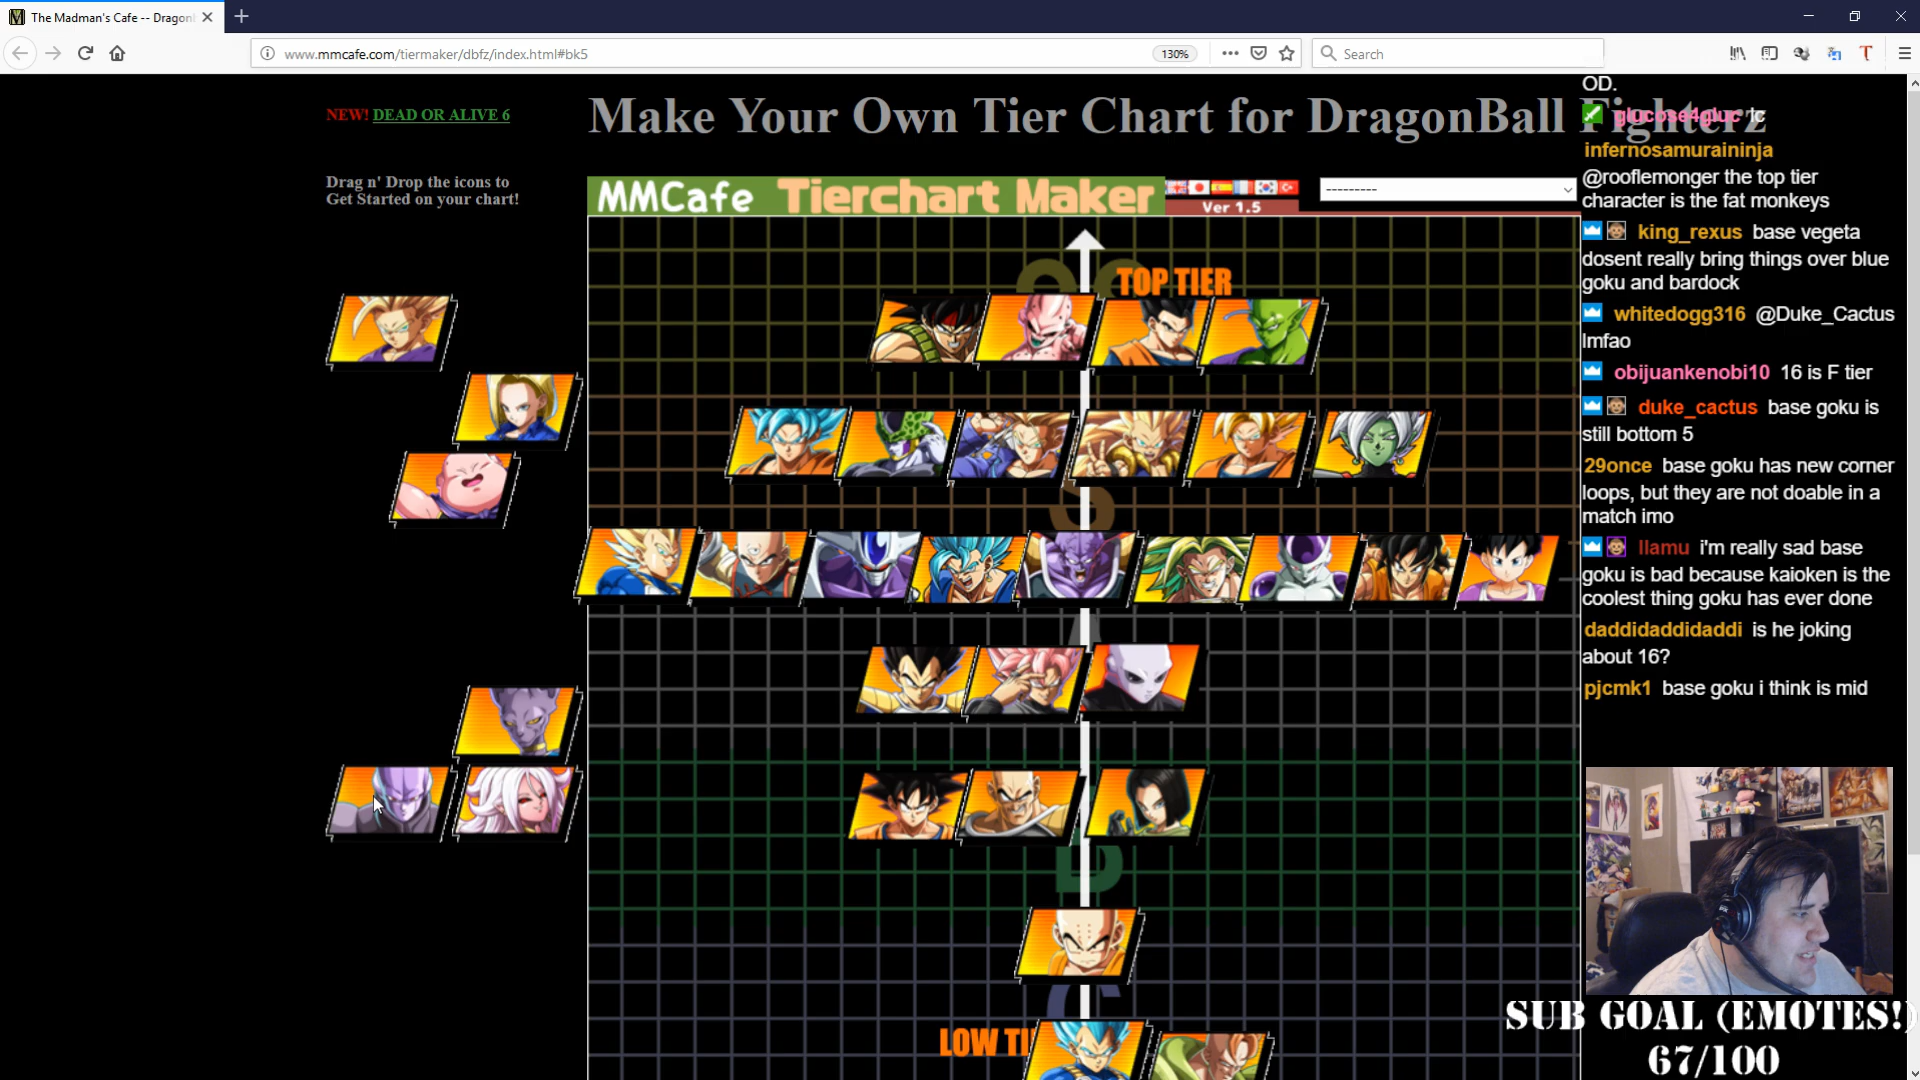 The Madman's Cafe -- Dragon
www.mmcafe.com/tiermaker/dbfz/index.html#bk5
130%
Search
NEW! DEAD OR ALIVE 6
Make Your Own Tier Chart for DragonBall Fighterz
Drag n' Drop the icons to
Get Started on your chart!
MMCafe Tierchart Maker
Ver 1.5
---------
TOP TIER
S
D
LOW TI
OD.
glucose4gluc lc
infernosamuraininja
@rooflemonger the top tier
character is the fat monkeys
king_rexus base vegeta
dosent really bring things over blue
goku and bardock
whitedogg316 @Duke_Cactus
lmfao
obijuankenobi10 16 is F tier
duke_cactus base goku is
still bottom 5
29once base goku has new corner
loops, but they are not doable in a
match imo
llamu i'm really sad base
goku is bad because kaioken is the
coolest thing goku has ever done
daddidaddidaddi is he joking
about 16?
pjcmk1 base goku i think is mid
SUB GOAL (EMOTES!)
67/100